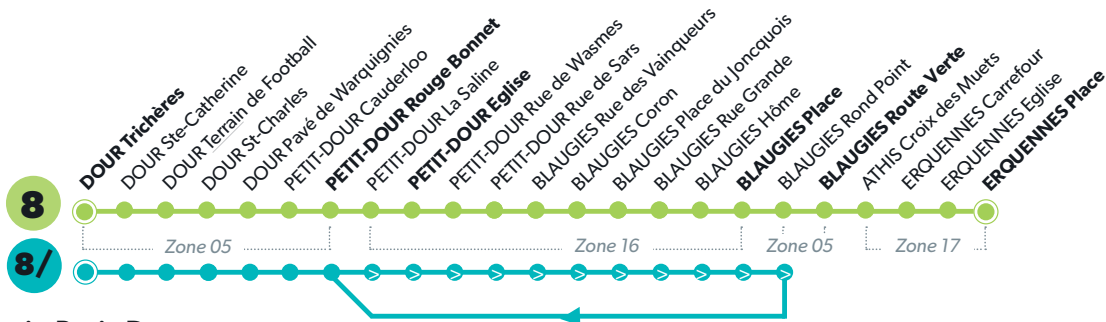 DOUR Trichères
DOUR Ste-Catherine
DOUR Terrain de Football
DOUR St-Charles
DOUR Pavé de Warquignies
PETIT-DOUR Cauderloo
PETIT-DOUR Rouge Bonnet
PETIT-DOUR La Saline
PETIT-DOUR Eglise
PETIT-DOUR Rue de Wasmes
PETIT-DOUR Rue de Sars
BLAUGIES Rue des Vainqueurs
BLAUGIES Coron
BLAUGIES Place du Joncquois
BLAUGIES Rue Grande
BLAUGIES Hôme
BLAUGIES Place
BLAUGIES Rond Point
BLAUGIES Route Verte
ATHIS Croix des Muets
ERQUENNES Carrefour
ERQUENNES Eglise
ERQUENNES Place
8
Zone 05 Zone 16 Zone 05 Zone 17
8/